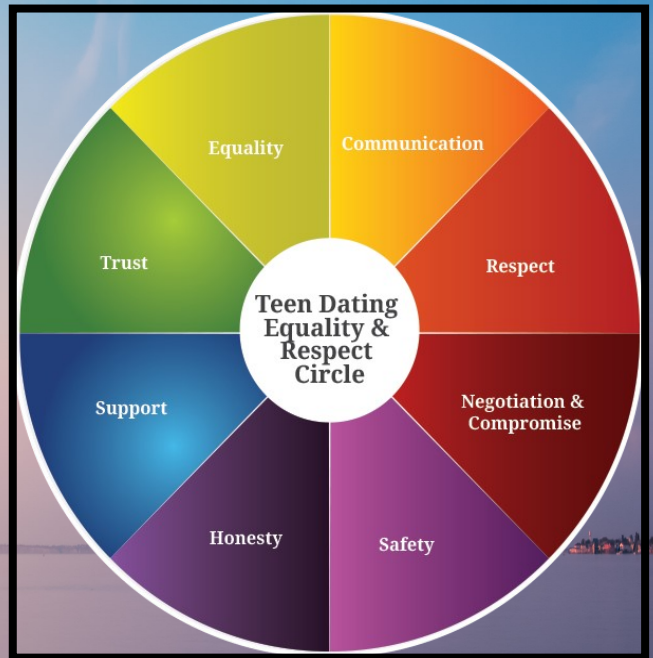 Equality
Communication
Trust
Respect
Teen Dating
Equality &
Respect
Circle
Support
Negotiation &
Compromise
Honesty
Safety